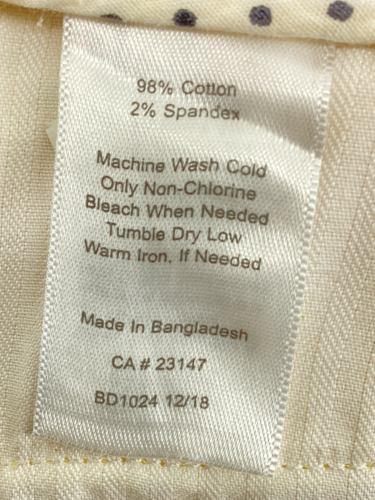 98% Cotton
2% Spandex
Machine Wash Cold
Only Non-Chlorine
Bleach When Needed
Tumble Dry Low
Warm Iron, If Needed
Made In Bangladesh
CA # 23147
BD1024 12/18